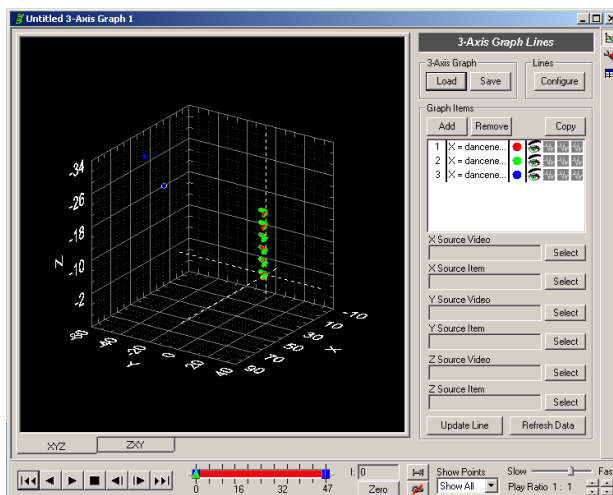 Untitled 3-Axis Graph 1
3-Axis Graph Lines
3-Axis Graph
Lines
Load
Save
Configure
Graph Items
Add
Remove
Copy
1 X = dancene...
2 X = dancene...
3 X = dancene...
X Source Video
Select
X Source Item
Select
Y Source Video
Select
Y Source Item
Select
Z Source Video
Select
Z Source Item
Select
Update Line
Refresh Data
-34
-26
-18
-10
-2
Z
-20
0
20
40
Y
90
70
50
30
10
-10
X
XYZ
ZXY
0 16 32 47
I: 0
Zero
Show Points
Show All
Slow
Fas
Play Ratio 1 : 1